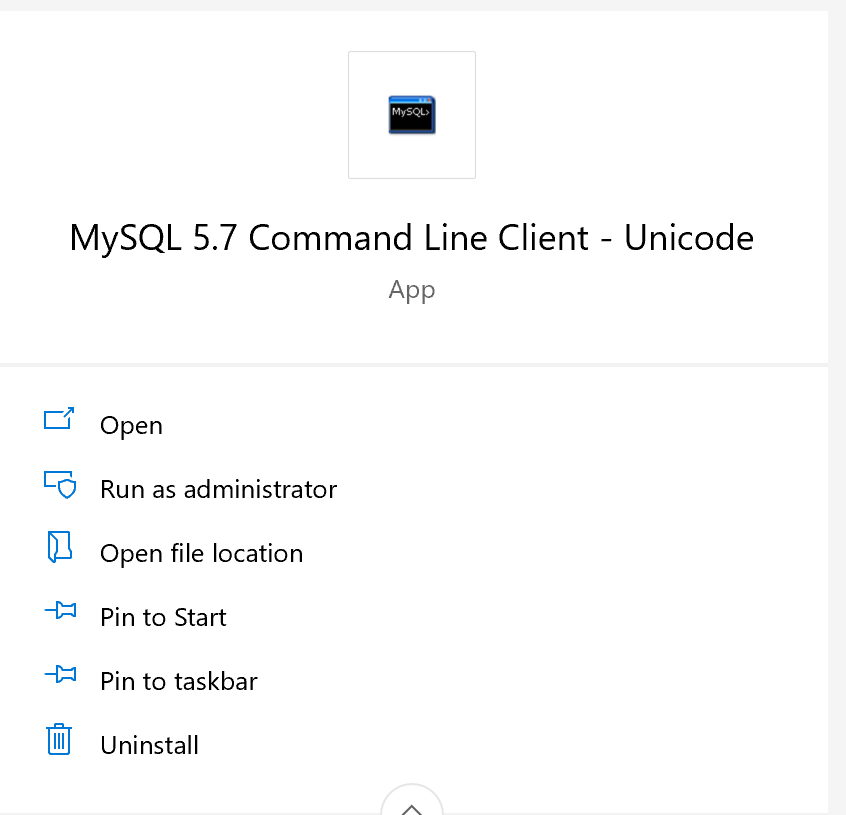 MySQL>
MySQL 5.7 Command Line Client - Unicode
App
Open
Run as administrator
Open file location
Pin to Start
Pin to taskbar
Uninstall